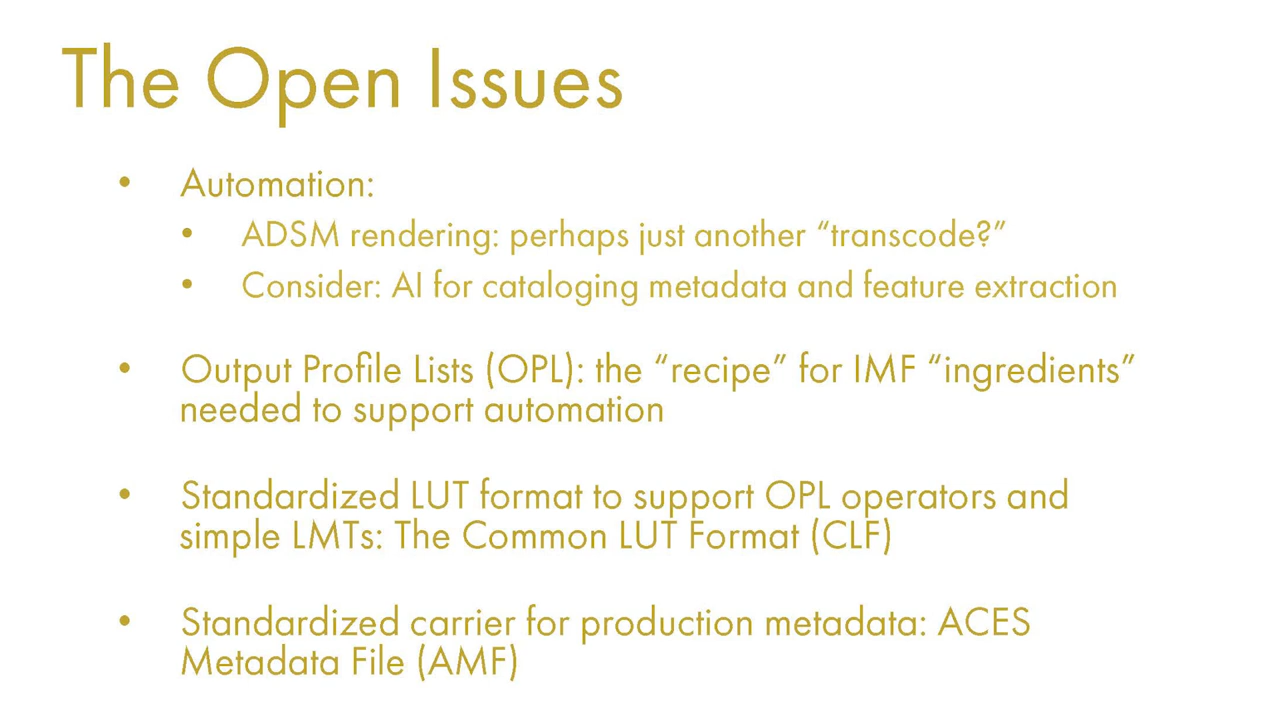 The Open Issues
• Automation:
• ADSM rendering: perhaps just another “transcode?”
• Consider: AI for cataloging metadata and feature extraction
• Output Profile Lists (OPL): the “recipe” for IMF “ingredients”
needed to support automation
• Standardized LUT format to support OPL operators and
simple LMTs: The Common LUT Format (CLF)
• Standardized carrier for production metadata: ACES
Metadata File (AMF)